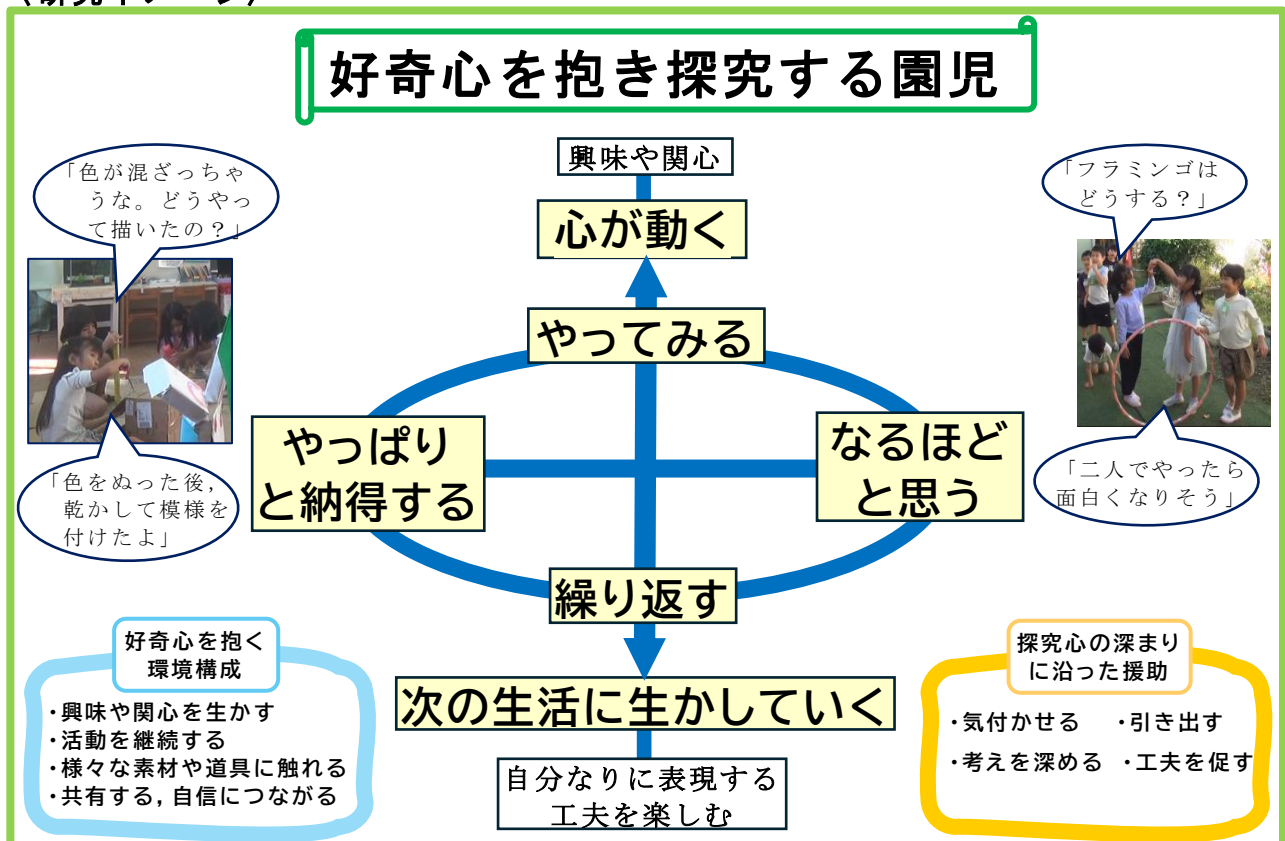 好奇心を抱き探究する園児
興味や関心
心が動く
「色が混ざっちゃ
うな。どうやっ
て描いたの？」
「フラミンゴは
どうする？」
やってみる
やっぱり
と納得する
なるほど
と思う
「色をぬった後，
乾かして模様を
付けたよ」
「二人でやったら
面白くなりそう」
繰り返す
好奇心を抱く
環境構成
・興味や関心を生かす
・活動を継続する
・様々な素材や道具に触れる
・共有する，自信につながる
次の生活に生かしていく
自分なりに表現する
工夫を楽しむ
探究心の深まり
に沿った援助
・気付かせる ・引き出す
・考えを深める ・工夫を促す